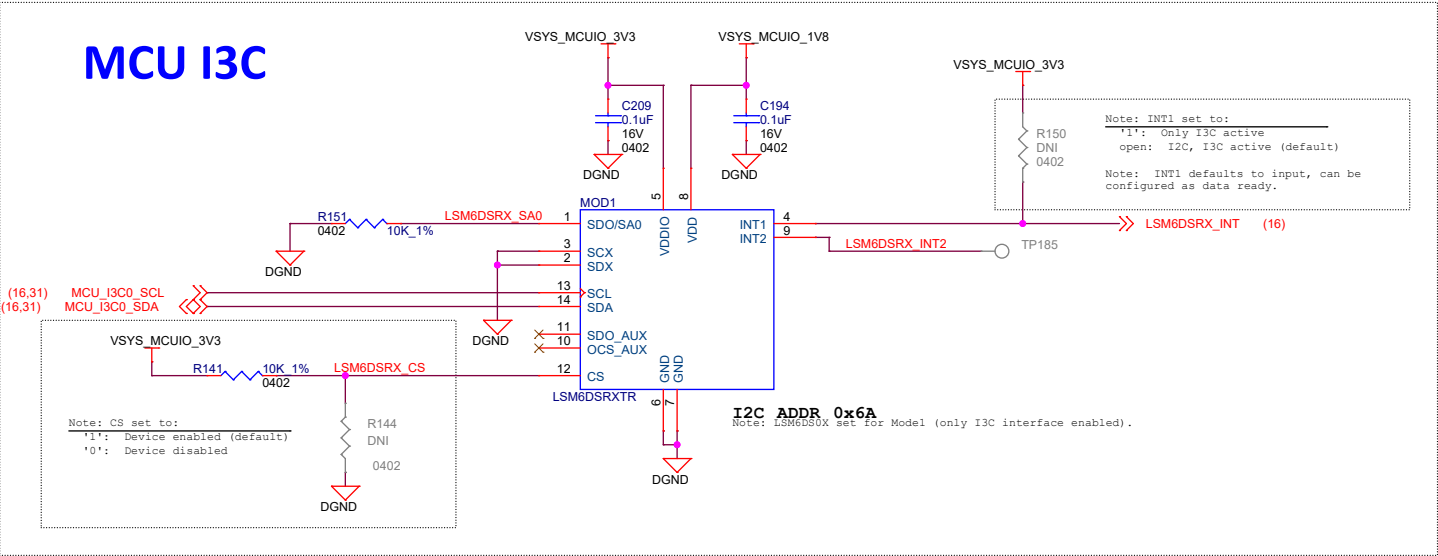 MCU I3C
VSYS_MCUIO_3V3
VSYS_MCUIO_1V8
VSYS_MCUIO_3V3
C209
0.1uF
16V
0402
DGND
C194
0.1uF
16V
0402
DGND
R150
DNI
0402
Note: INT1 set to:
'1': Only I3C active
open: I2C, I3C active (default)
Note: INT1 defaults to input, can be
configured as data ready.
MOD1
5
8
VDDIO
VDD
R151
0402
10K_1%
LSM6DSRX_SA0
1
SDO/SA0
DGND
3
SCX
2
SDX
DGND
INT1
4
LSM6DSRX_INT
(16)
INT2
9
LSM6DSRX_INT2
TP185
(16,31)
MCU_I3C0_SCL
13
SCL
(16,31)
MCU_I3C0_SDA
14
SDA
11
SDO_AUX
10
OCS_AUX
VSYS_MCUIO_3V3
R141
10K_1%
0402
LSM6DSRX_CS
12
CS
GND
GND
LSM6DSRXTR
6
7
DGND
I2C ADDR 0x6A
Note: LSM6DS0X set for Mode1 (only I3C interface enabled).
Note: CS set to:
'1': Device enabled (default)
'0': Device disabled
R144
DNI
0402
DGND